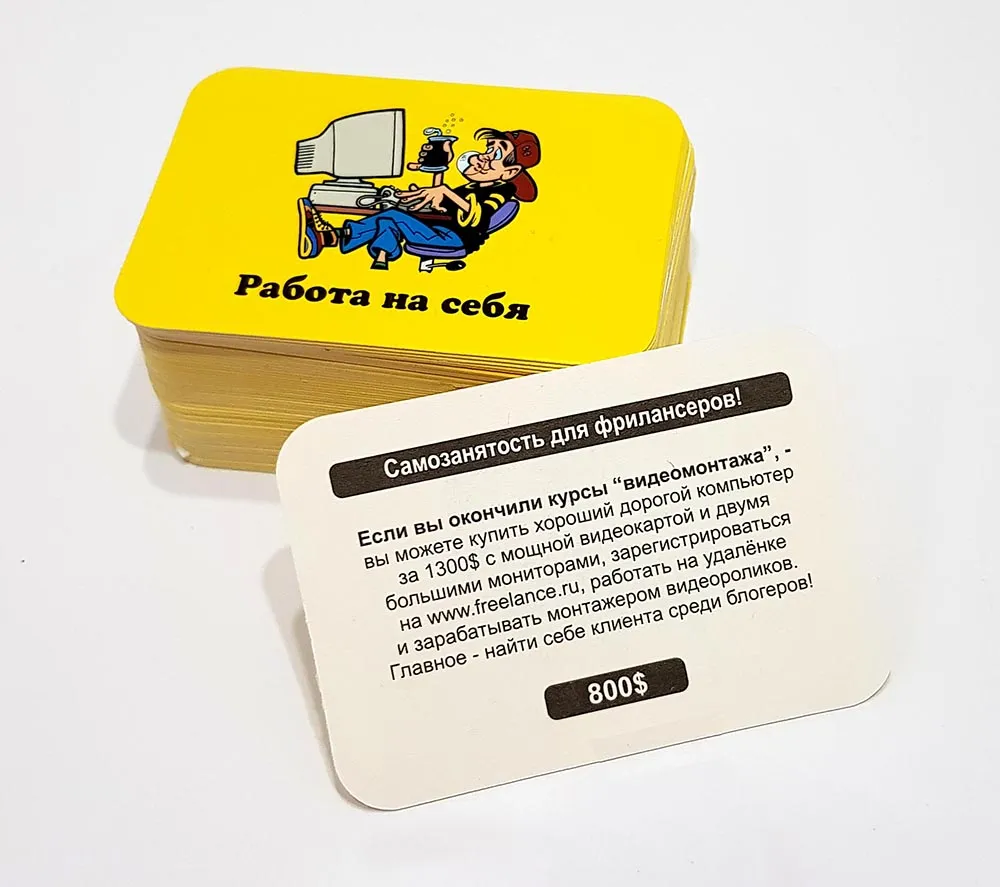 Работа на себя
Самозанятость для фрилансеров!
Если вы окончили курсы “видеомонтажа”, -
вы можете купить хороший дорогой компьютер
за 1300$ с мощной видеокартой и двумя
большими мониторами, зарегистрироваться
на www.freelance.ru, работать на удалёнке
и зарабатывать монтажером видеороликов.
Главное - найти себе клиента среди блогеров!
800$